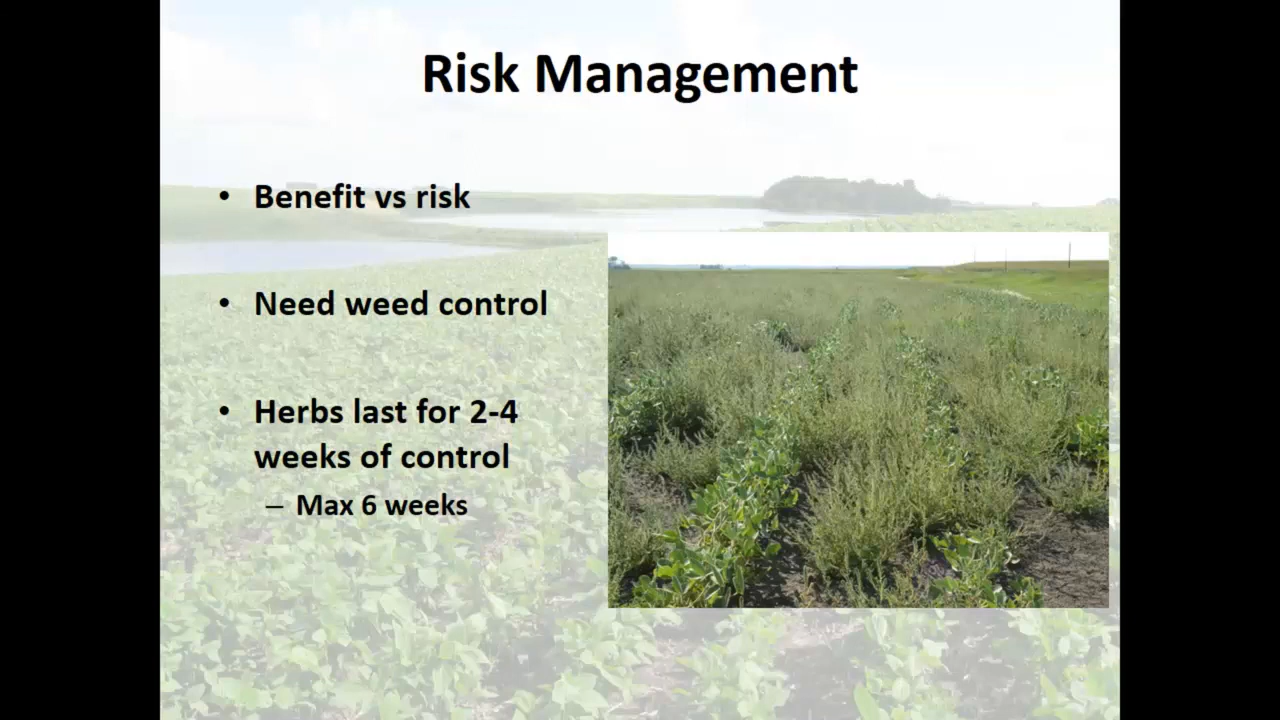 Risk Management
• Benefit vs risk
• Need weed control
• Herbs last for 2-4
weeks of control
– Max 6 weeks